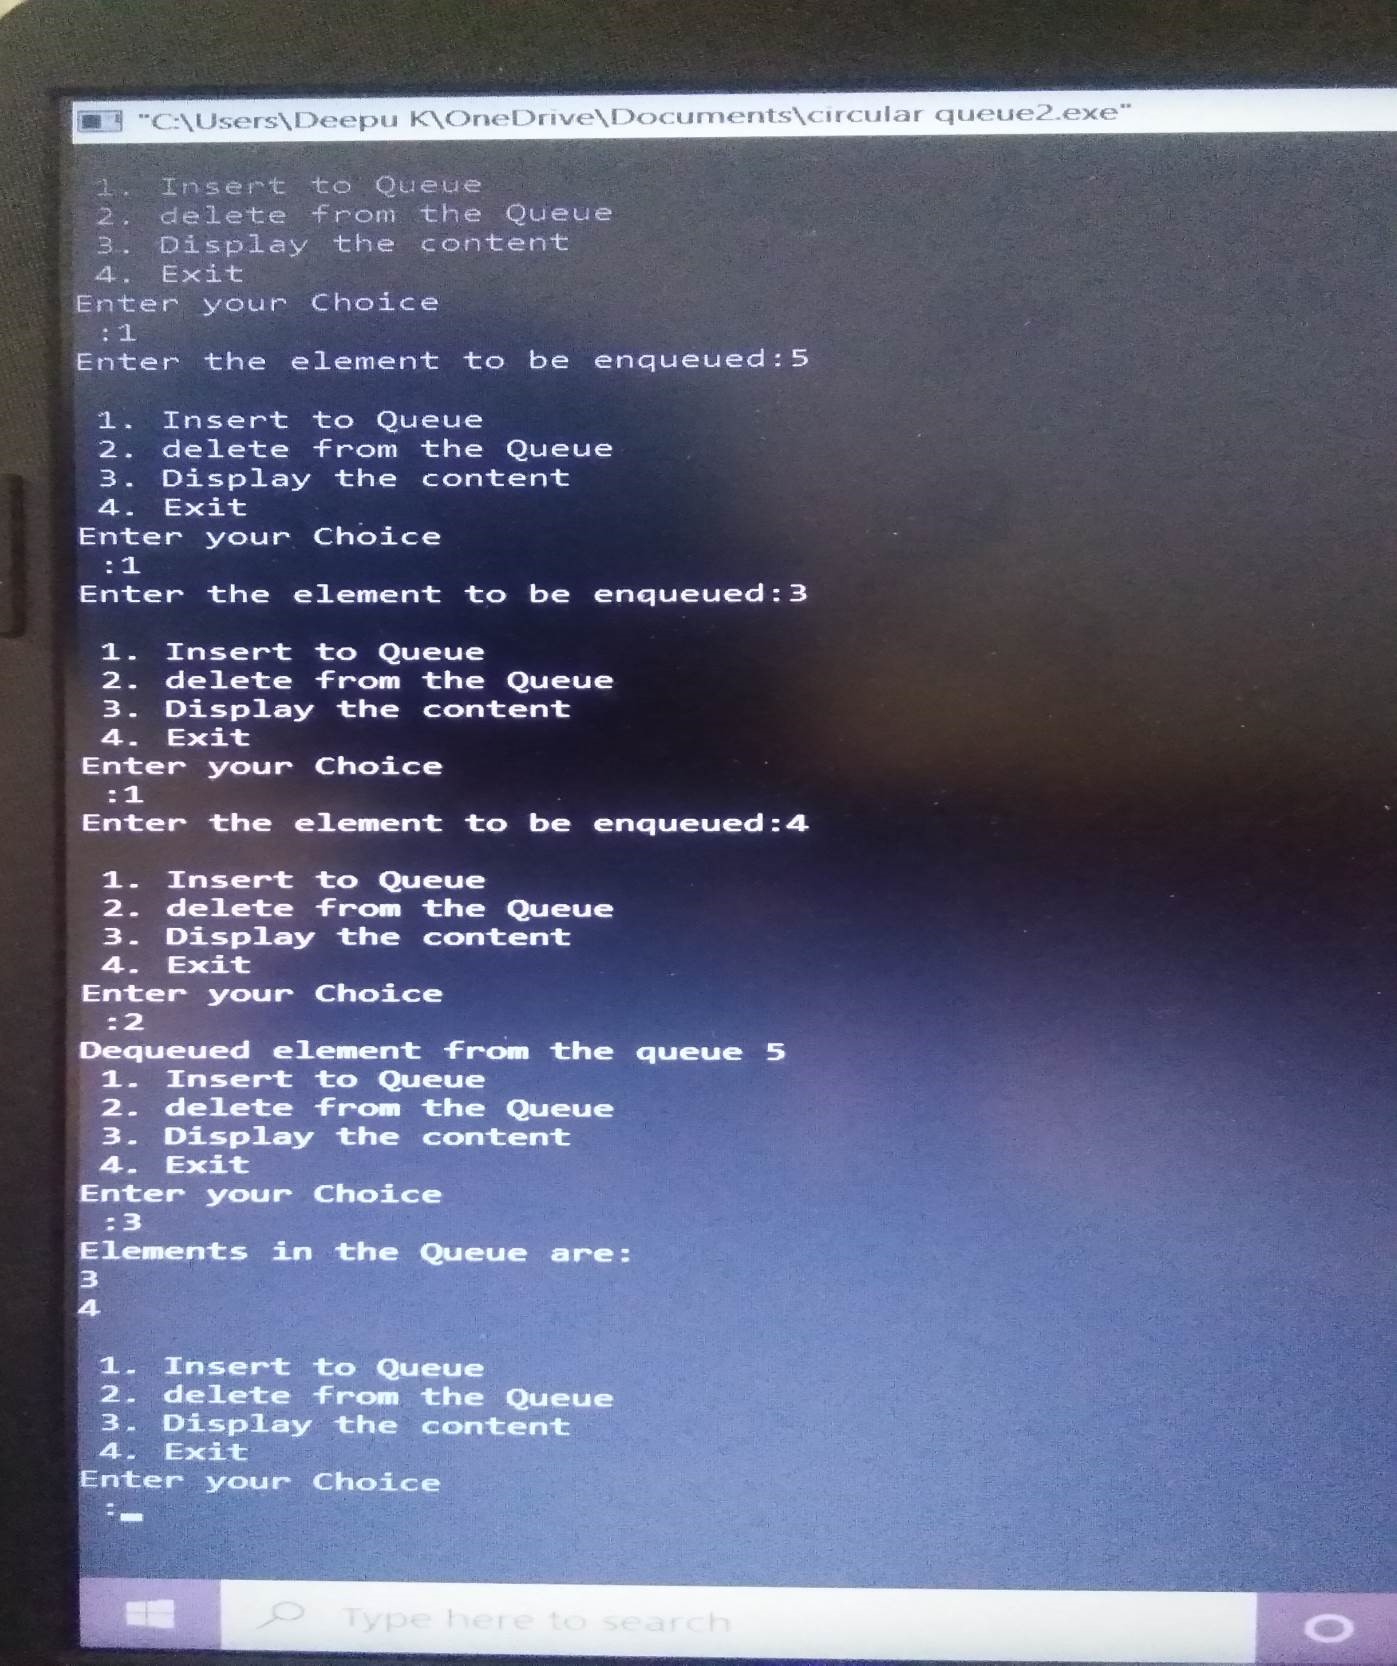 "C:\Users\Deepu K\OneDrive\Documents\circular queue2.exe"
1. Insert to Queue
2. delete from the Queue
3. Display the content
4. Exit
Enter your Choice
:1
Enter the element to be enqueued:5
1. Insert to Queue
2. delete from the Queue
3. Display the content
4. Exit
Enter your Choice
:1
Enter the element to be enqueued:3
1. Insert to Queue
2. delete from the Queue
3. Display the content
4. Exit
Enter your Choice
:1
Enter the element to be enqueued:4
1. Insert to Queue
2. delete from the Queue
3. Display the content
4. Exit
Enter your Choice
:2
Dequeued element from the queue 5
1. Insert to Queue
2. delete from the Queue
3. Display the content
4. Exit
Enter your Choice
:3
Elements in the Queue are:
3
4
1. Insert to Queue
2. delete from the Queue
3. Display the content
4. Exit
Enter your Choice
:_
Type here to search